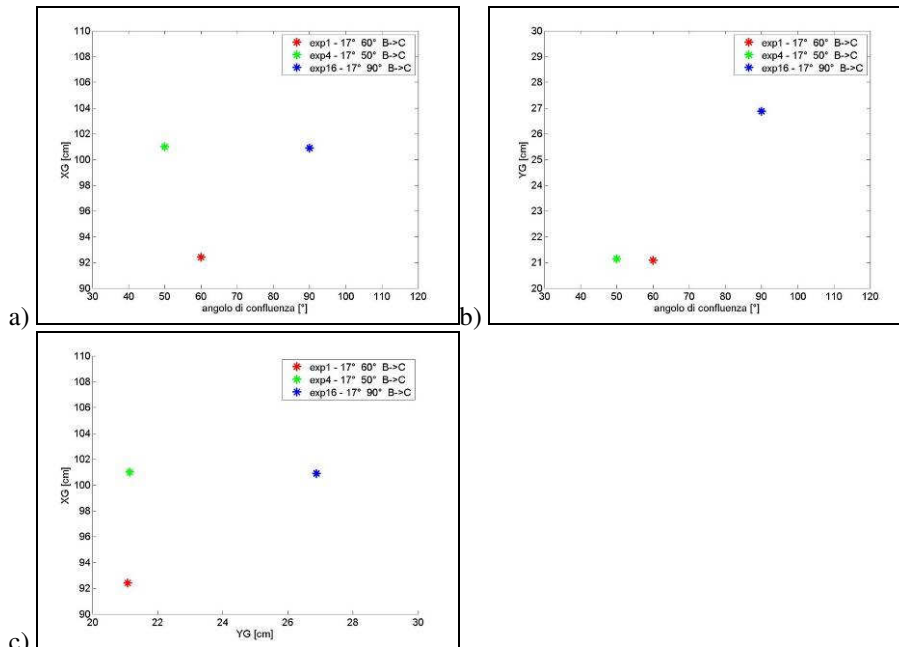 110
108
106
104
102
100
98
96
94
92
90
XG [cm]
30 40 50 60 70 80 90 100 110 120
angolo di confluenza [°]
exp1 - 17° 60° B->C
exp4 - 17° 50° B->C
exp16 - 17° 90° B->C
a)
30
29
28
27
26
25
24
23
22
21
20
YG [cm]
30 40 50 60 70 80 90 100 110 120
angolo di confluenza [°]
exp1 - 17° 60° B->C
exp4 - 17° 50° B->C
exp16 - 17° 90° B->C
b)
110
108
106
104
102
100
98
96
94
92
90
XG [cm]
20 22 24 26 28 30
YG [cm]
exp1 - 17° 60° B->C
exp4 - 17° 50° B->C
exp16 - 17° 90° B->C
c)